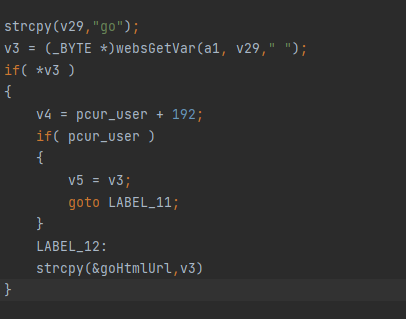 strcpy(v29,"go");
v3 = (_BYTE *)websGetVar(a1, v29," ");
if( *v3 )
{
v4 = pcur_user + 192;
if( pcur_user )
{
v5 = v3;
goto LABEL_11;
}
LABEL_12:
strcpy(&goHtmlUrl,v3)
}